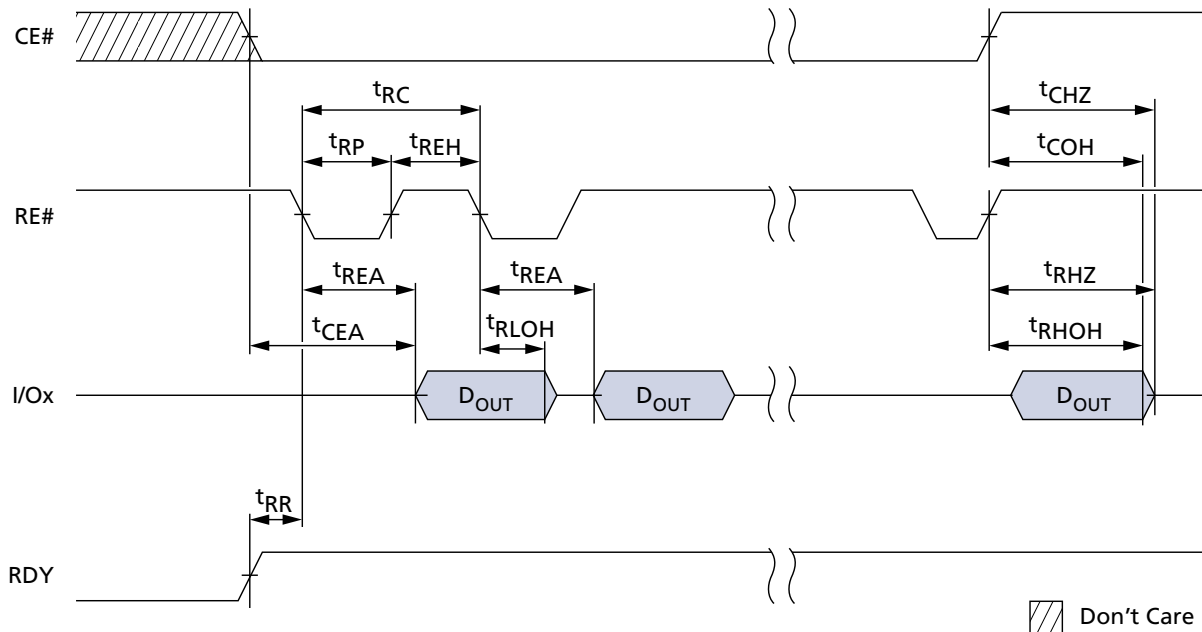 CE#
tRC
tCHZ
tRP
tREH
tCOH
RE#
tREA
tREA
tRHZ
tCEA
tRLOH
tRHOH
I/Ox
DOUT
DOUT
DOUT
tRR
RDY
Don't Care